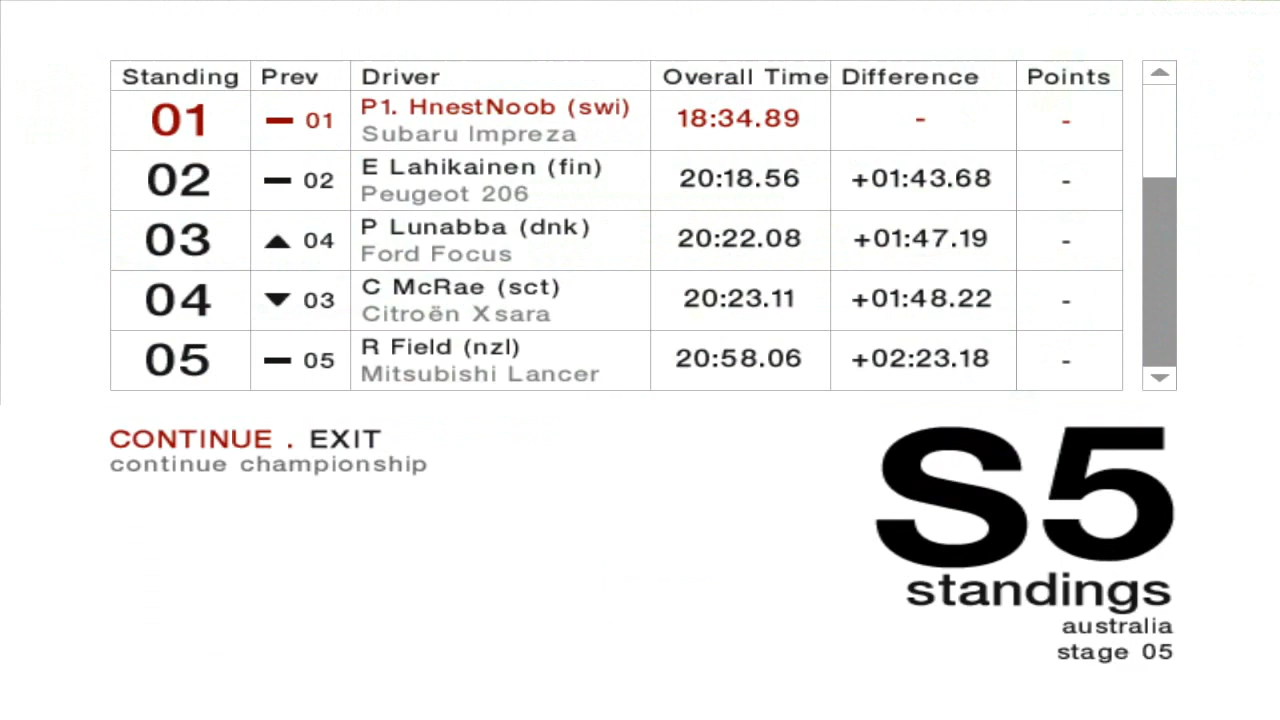 Standing Prev Driver Overall Time Difference Points
01 01 P1. HnestNoob (swi) 18:34.89 - -
Subaru Impreza
02 02 E Lahikainen (fin) 20:18.56 +01:43.68 -
Peugeot 206
03 04 P Lunabba (dnk) 20:22.08 +01:47.19 -
Ford Focus
04 03 C McRae (sct) 20:23.11 +01:48.22 -
Citroën Xsara
05 05 R Field (nzl) 20:58.06 +02:23.18 -
Mitsubishi Lancer
CONTINUE . EXIT
continue championship
S5
standings
australia
stage 05